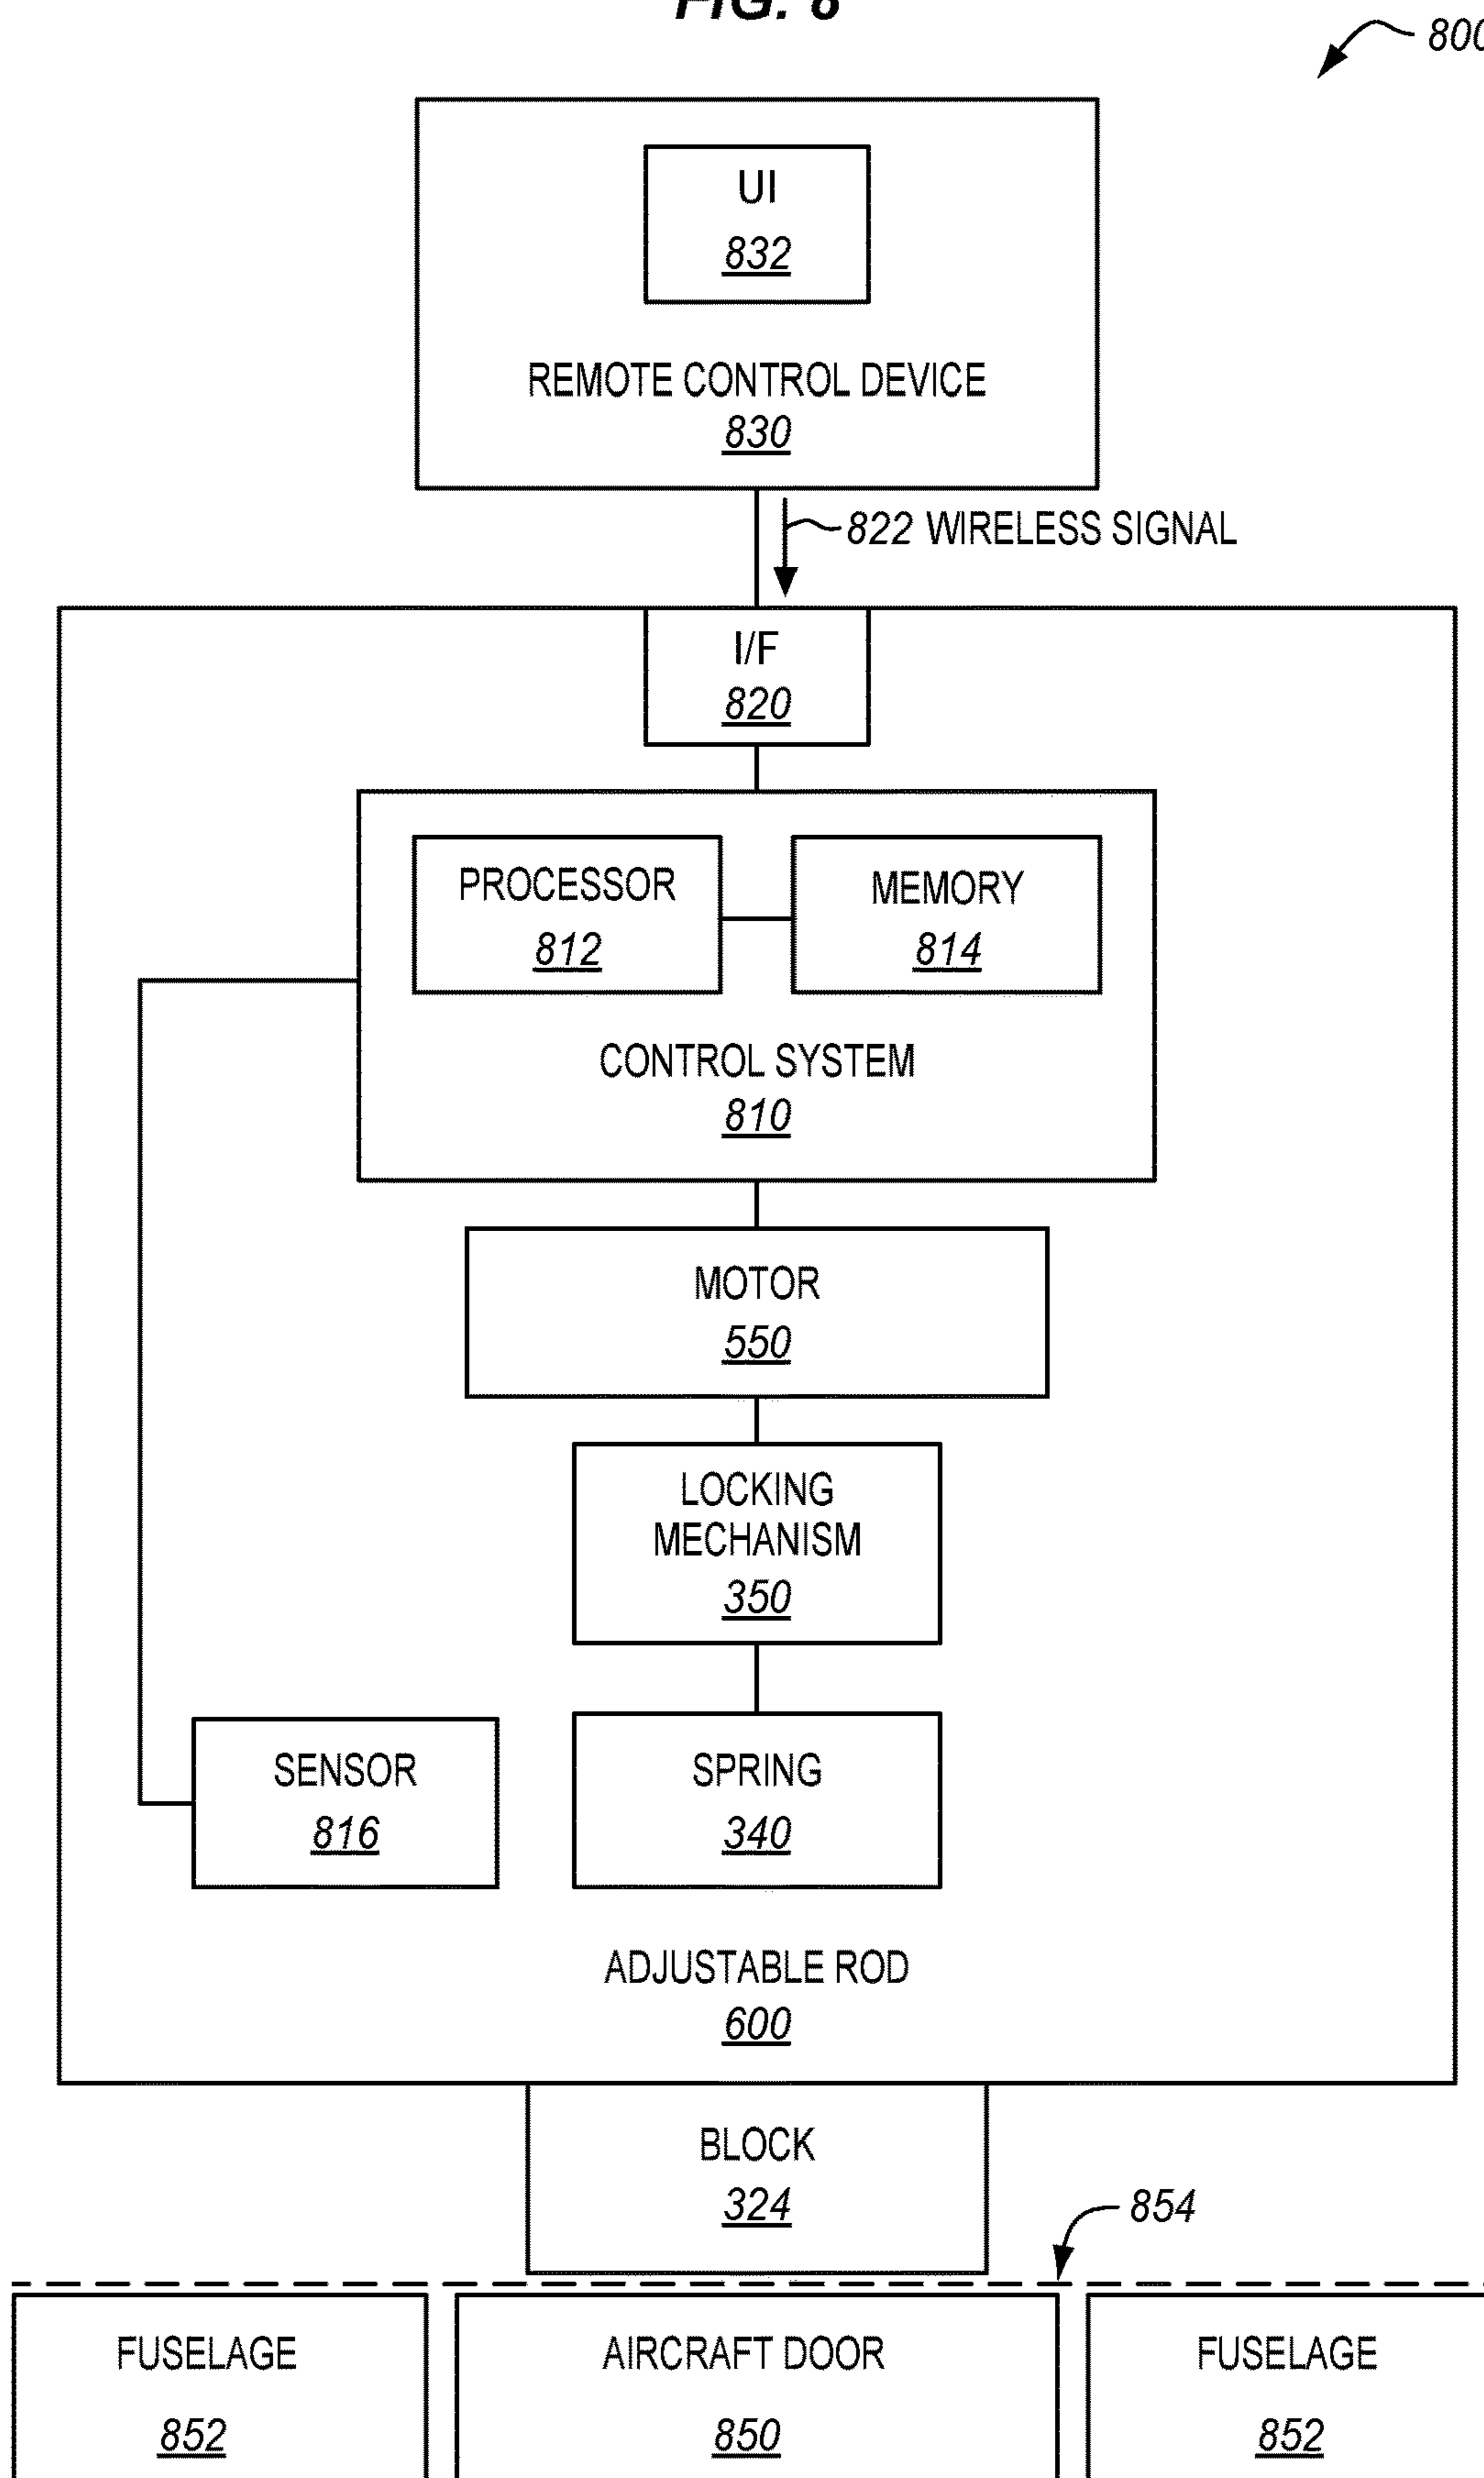 FIG. 8
800
UI
832
REMOTE CONTROL DEVICE
830
822 WIRELESS SIGNAL
I/F
820
PROCESSOR
812
MEMORY
814
CONTROL SYSTEM
810
MOTOR
550
LOCKING
MECHANISM
350
SENSOR
816
SPRING
340
ADJUSTABLE ROD
600
BLOCK
324
854
FUSELAGE
852
AIRCRAFT DOOR
850
FUSELAGE
852